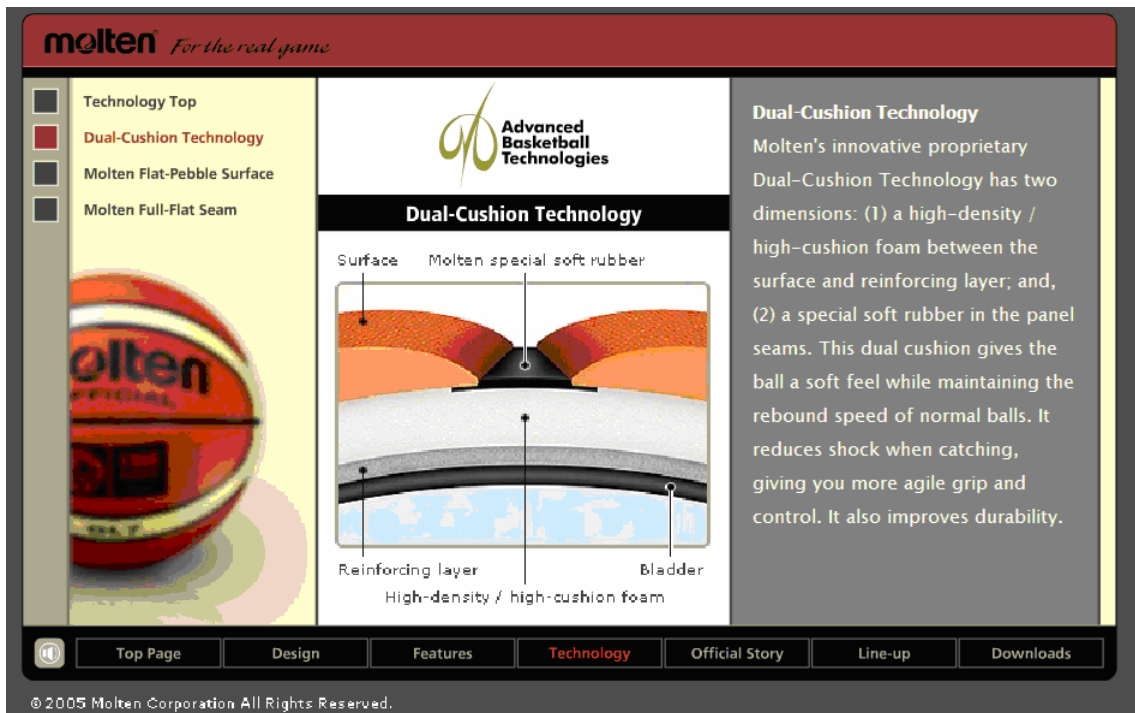 molten For the real game
Technology Top
Dual-Cushion Technology
Molten Flat-Pebble Surface
Molten Full-Flat Seam
molten
OFFICIAL
Advanced
Basketball
Technologies
Dual-Cushion Technology
Surface Molten special soft rubber
Reinforcing layer Bladder
High-density / high-cushion foam
Dual-Cushion Technology
Molten's innovative proprietary
Dual-Cushion Technology has two
dimensions: (1) a high-density /
high-cushion foam between the
surface and reinforcing layer; and,
(2) a special soft rubber in the panel
seams. This dual cushion gives the
ball a soft feel while maintaining the
rebound speed of normal balls. It
reduces shock when catching,
giving you more agile grip and
control. It also improves durability.
Top Page Design Features Technology Official Story Line-up Downloads
© 2005 Molten Corporation All Rights Reserved.